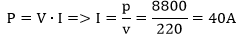 P = V · I => I = p/v = 8800/220 = 40A